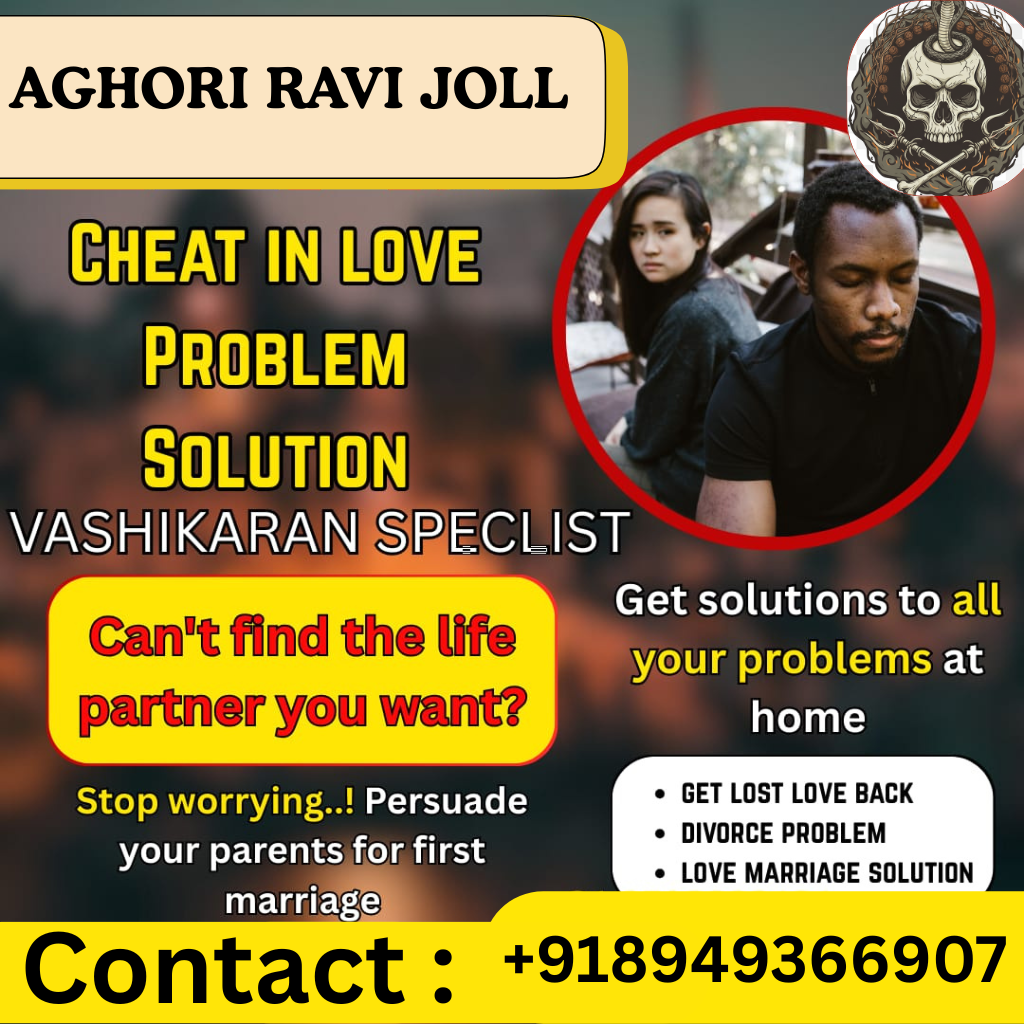 AGHORI RAVI JOLL
CHEAT IN LOVE
PROBLEM
SOLUTION
VASHIKARAN SPECLIST
Can't find the life
partner you want?
Stop worrying..! Persuade
your parents for first
marriage
Get solutions to all
your problems at
home
• GET LOST LOVE BACK
• DIVORCE PROBLEM
• LOVE MARRIAGE SOLUTION
Contact : +918949366907